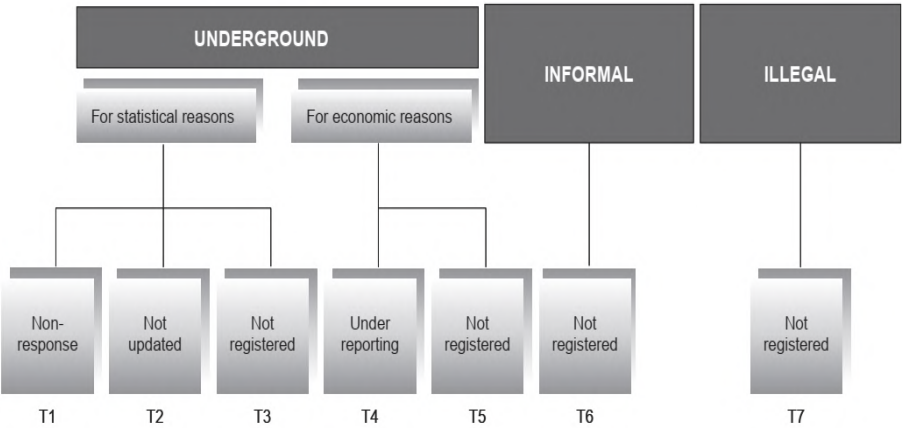 UNDERGROUND
INFORMAL
ILLEGAL
For statistical reasons
For economic reasons
Non-
response
Not
updated
Not
registered
Under
reporting
Not
registered
Not
registered
Not
registered
T1
T2
T3
T4
T5
T6
T7